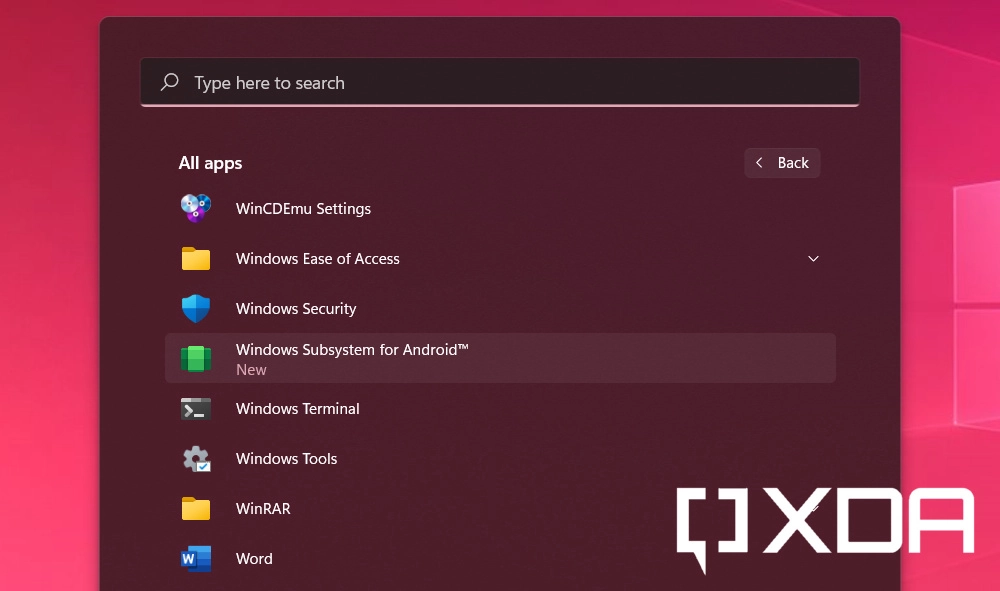 Type here to search
All apps
Back
WinCDEmu Settings
Windows Ease of Access
Windows Security
Windows Subsystem for Android™
New
Windows Terminal
Windows Tools
WinRAR
W Word
XDA